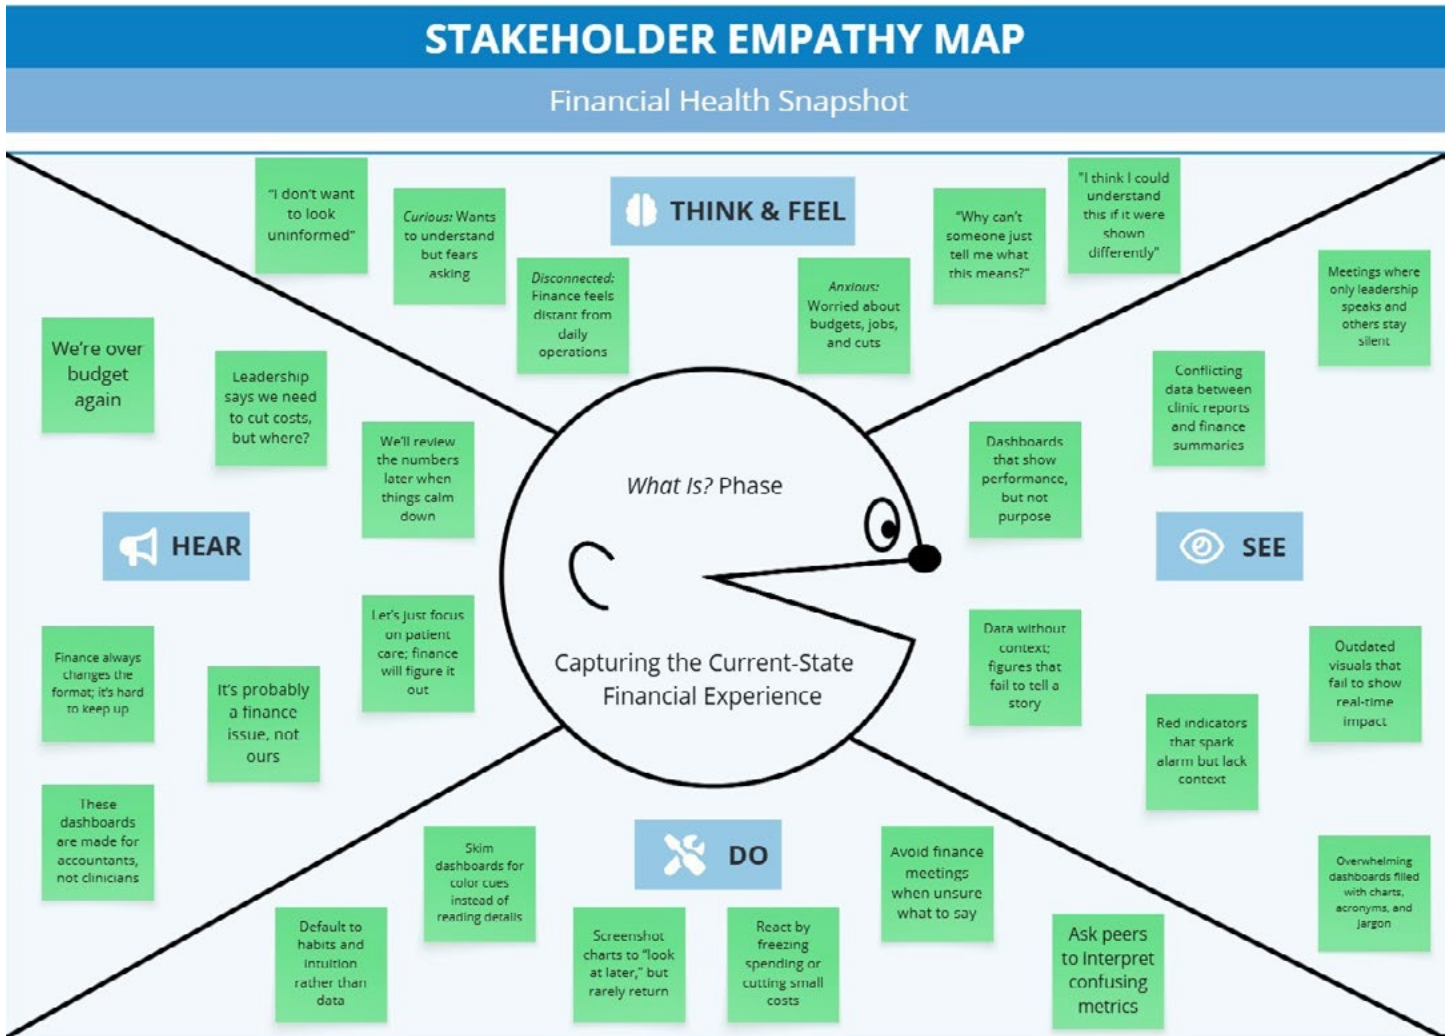 STAKEHOLDER EMPATHY MAP
Financial Health Snapshot
THINK & FEEL
“I don’t want
to look
uninformed”
Curious: Wants
to understand
but fears
asking
Disconnected:
Finance feels
distant from
daily
operations
Anxious:
Worried about
budgets, jobs,
and cuts
“Why can’t
someone just
tell me what
this means?”
"I think I could
understand
this if it were
shown
differently”
HEAR
We’re over
budget
again
Leadership
says we need
to cut costs,
but where?
We’ll review
the numbers
later when
things calm
down
Let’s just focus
on patient
care; finance
will figure it
out
Finance always
changes the
format; it’s hard
to keep up
It’s probably
a finance
issue, not
ours
These
dashboards
are made for
accountants,
not clinicians
What Is? Phase
Capturing the Current-State
Financial Experience
SEE
Meetings where
only leadership
speaks and
others stay
silent
Conflicting
data between
clinic reports
and finance
summaries
Dashboards
that show
performance,
but not
purpose
Data without
context;
figures that
fail to tell a
story
Outdated
visuals that
fail to show
real-time
impact
Red indicators
that spark
alarm but lack
context
Overwhelming
dashboards filled
with charts,
acronyms, and
jargon
DO
Default to
habits and
intuition
rather than
data
Skim
dashboards for
color cues
instead of
reading details
Screenshot
charts to “look
at later,” but
rarely return
React by
freezing
spending or
cutting small
costs
Avoid finance
meetings
when unsure
what to say
Ask peers
to interpret
confusing
metrics